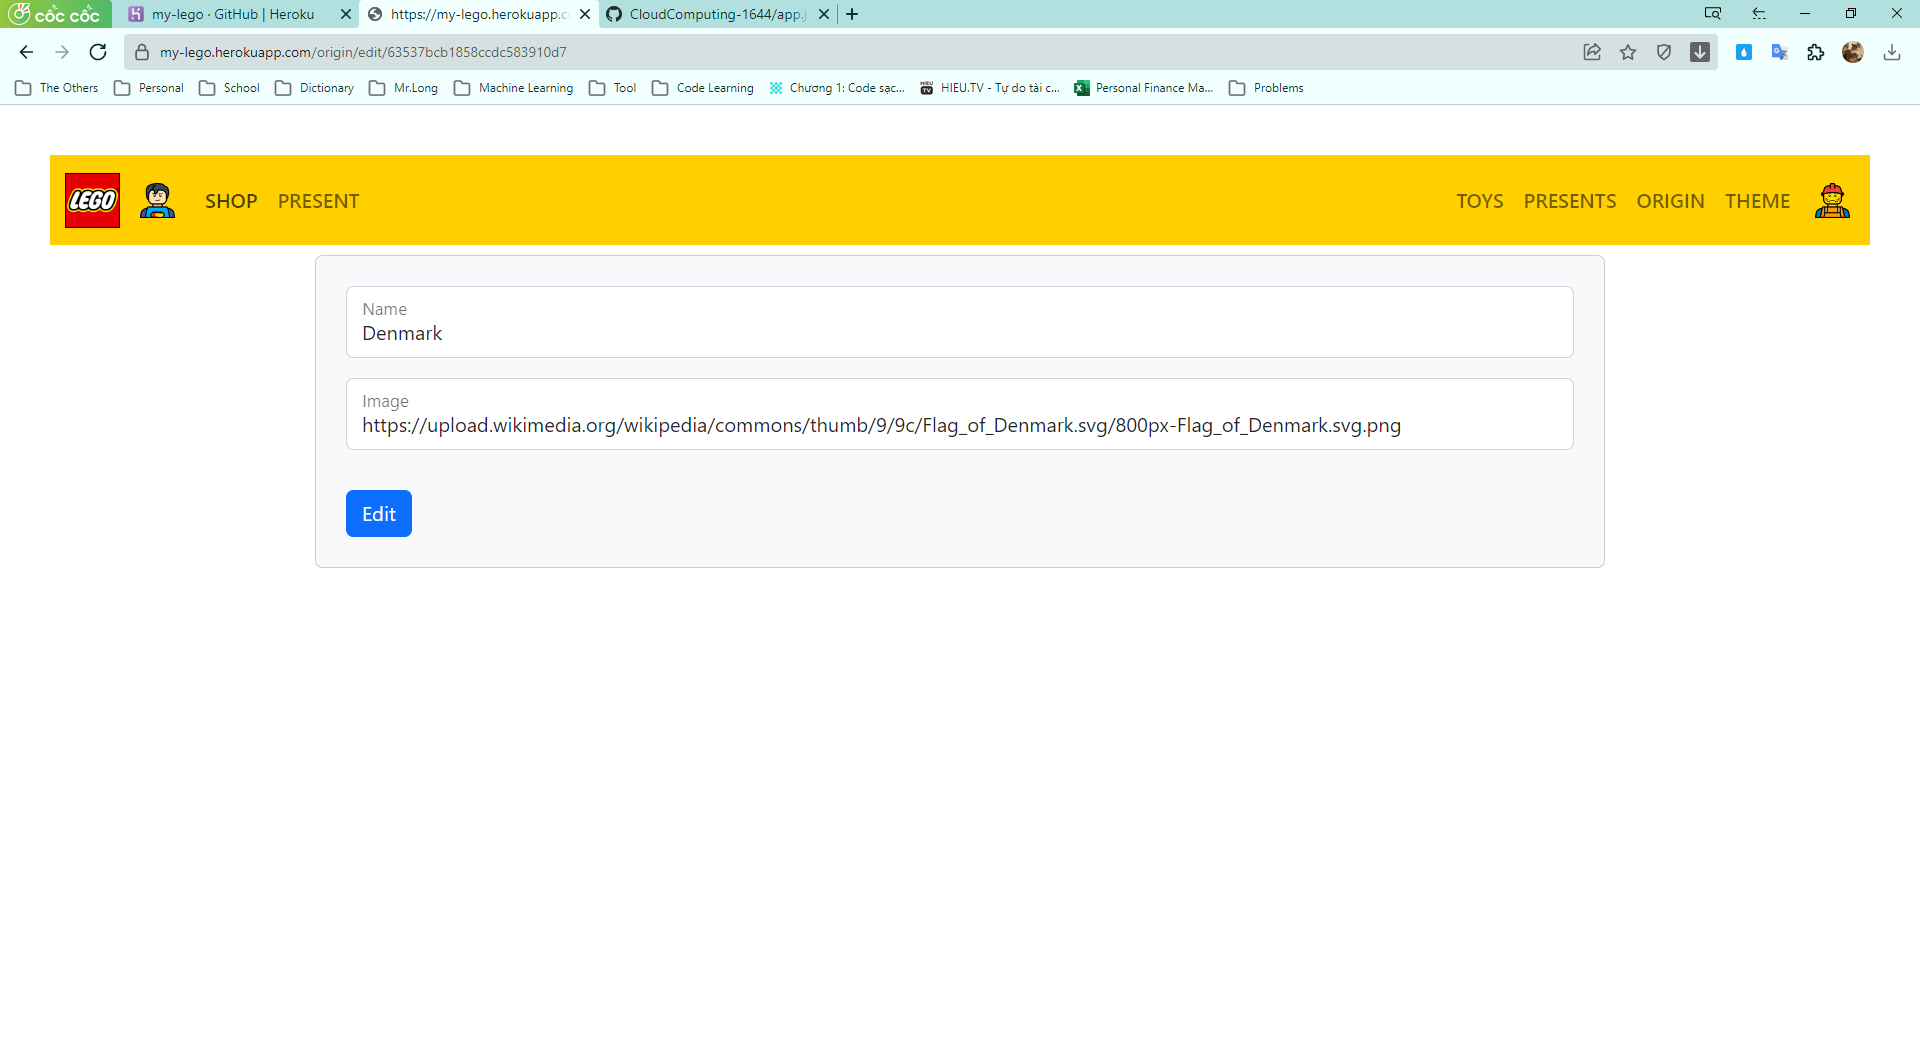 cốc cốc
my-lego · GitHub | Heroku
https://my-lego.herokuapp.c
CloudComputing-1644/app.j
my-lego.herokuapp.com/origin/edit/63537bcb1858ccdc583910d7
The Others
Personal
School
Dictionary
Mr.Long
Machine Learning
Tool
Code Learning
Chương 1: Code sạc...
HIEU.TV - Tự do tài c...
Personal Finance Ma...
Problems
LEGO
SHOP
PRESENT
TOYS
PRESENTS
ORIGIN
THEME
Name
Denmark
Image
https://upload.wikimedia.org/wikipedia/commons/thumb/9/9c/Flag_of_Denmark.svg/800px-Flag_of_Denmark.svg.png
Edit